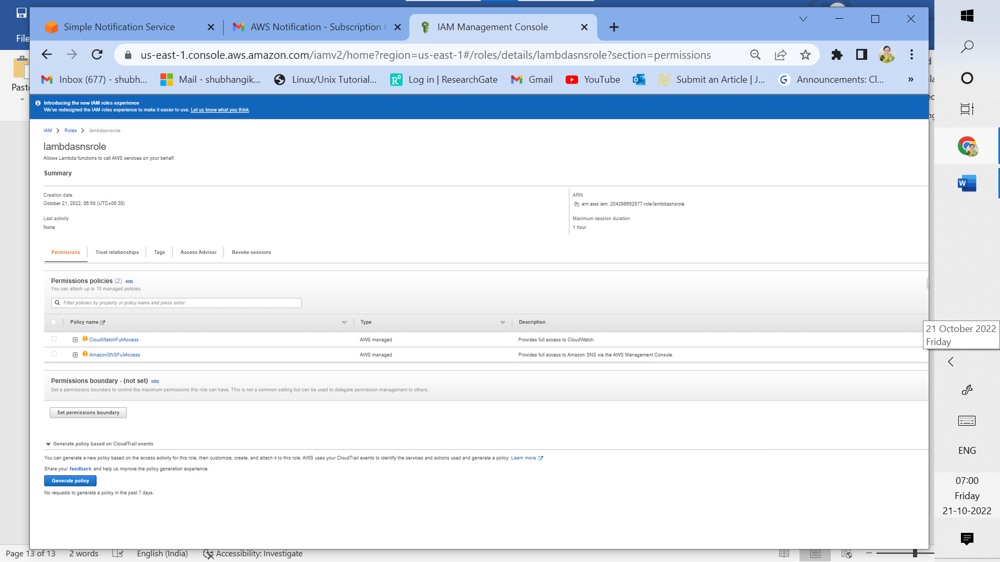 File
Paste
Simple Notification Service
AWS Notification - Subscription C
IAM Management Console
us-east-1.console.aws.amazon.com/iamv2/home?region=us-east-1#/roles/details/lambdasnsrole?section=permissions
Inbox (677) - shubh...
Mail - shubhangik...
Linux/Unix Tutorial...
Log in | ResearchGate
Gmail
YouTube
Submit an Article | J...
Announcements: Cl...
»
Introducing the new IAM roles experience
We've redesigned the IAM roles experience to make it easier to use. Let us know what you think.
IAM > Roles > lambdasnsrole
lambdasnsrole
Allows Lambda functions to call AWS services on your behalf.
Summary
Creation date
October 21, 2022, 06:58 (UTC+05:30)
Last activity
None
ARN
arn:aws:iam::204298662877:role/lambdasnsrole
Maximum session duration
1 hour
Permissions
Trust relationships
Tags
Access Advisor
Revoke sessions
Permissions policies (2) Info
You can attach up to 10 managed policies.
Filter policies by property or policy name and press enter.
Policy name
Type
Description
CloudWatchFullAccess
AWS managed
Provides full access to CloudWatch.
AmazonSNSFullAccess
AWS managed
Provides full access to Amazon SNS via the AWS Management Console.
Permissions boundary - (not set) Info
Set a permissions boundary to control the maximum permissions this role can have. This is not a common setting but can be used to delegate permission management to others.
Set permissions boundary
Generate policy based on CloudTrail events
You can generate a new policy based on the access activity for this role, then customize, create, and attach it to this role. AWS uses your CloudTrail events to identify the services and actions used and generate a policy. Learn more
Share your feedback and help us improve the policy generation experience.
Generate policy
No requests to generate a policy in the past 7 days.
21 October 2022
Friday
ENG
07:00
Friday
21-10-2022
Page 13 of 13
2 words
English (India)
Accessibility: Investigate